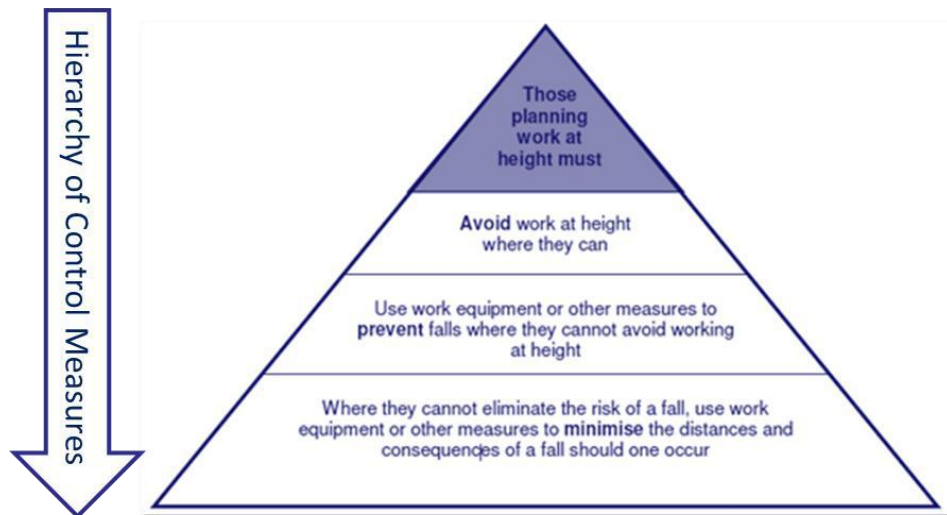 Hierarchy of Control Measures
Those
planning
work at
height must
Avoid work at height
where they can
Use work equipment or other measures to
prevent falls where they cannot avoid working
at height
Where they cannot eliminate the risk of a fall, use work
equipment or other measures to minimise the distances and
consequences of a fall should one occur